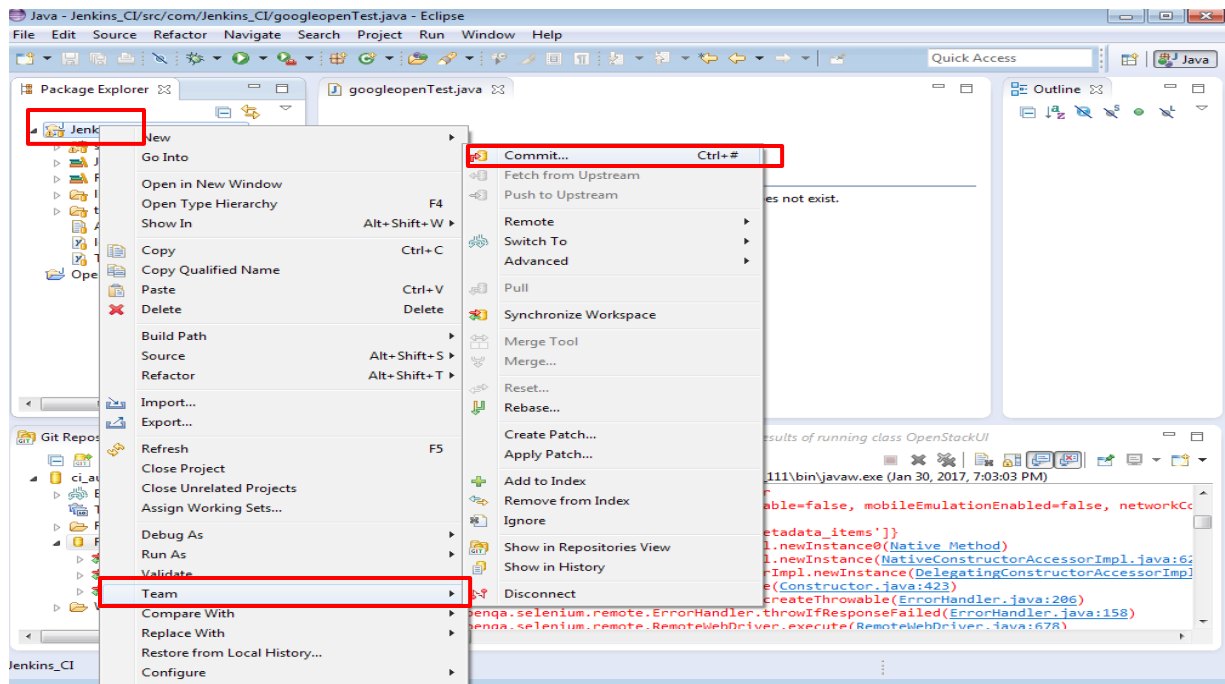 Java - Jenkins_CI/src/com/Jenkins_CI/googleopenTest.java - Eclipse
File Edit Source Refactor Navigate Search Project Run Window Help
Quick Access
Java
Package Explorer
googleopenTest.java
Outline
Jenk
New
Go Into
Open in New Window
Open Type Hierarchy F4
Show In Alt+Shift+W
Copy Ctrl+C
Copy Qualified Name
Paste Ctrl+V
Delete Delete
Build Path
Source Alt+Shift+S
Refactor Alt+Shift+T
Import...
Export...
Refresh F5
Close Project
Close Unrelated Projects
Assign Working Sets...
Debug As
Run As
Validate
Team
Compare With
Replace With
Restore from Local History...
Configure
Commit... Ctrl+#
Fetch from Upstream
Push to Upstream
Remote
Switch To
Advanced
Pull
Synchronize Workspace
Merge Tool
Merge...
Reset...
Rebase...
Create Patch...
Apply Patch...
Add to Index
Remove from Index
Ignore
Show in Repositories View
Show in History
Disconnect
es not exist.
Ope
Git Repos
ci_au
esults of running class OpenStackUI
_111\bin\javaw.exe (Jan 30, 2017, 7:03:03 PM)
able=false, mobileEmulationEnabled=false, networkCo
etadata_items']}
l.newInstance0(Native Method)
l.newInstance(NativeConstructorAccessorImpl.java:62
rImpl.newInstance(DelegatingConstructorAccessorImpl
e(Constructor.java:423)
createThrowable(ErrorHandler.java:206)
penqa.selenium.remote.ErrorHandler.throwIfResponseFailed(ErrorHandler.java:158)
penqa.selenium.remote.RemoteWebDriver.execute(RemoteWebDriver.java:678)
Jenkins_CI